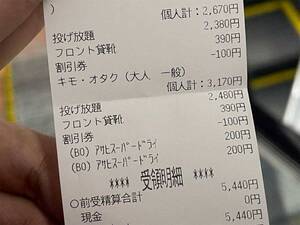 )
個人計：2,670円
投げ放題 2,380円
フロント貸靴 390円
割引券 -100円
キモ・オタク（大人 一般）
個人計：3,170円
投げ放題 2,480円
フロント貸靴 390円
割引券 -100円
(BO) アサヒスーパードライ 200円
(BO) アサヒスーパードライ 200円
**** 受領明細 ****
○前受精算合計 5,440円
現金 0円
5,440円